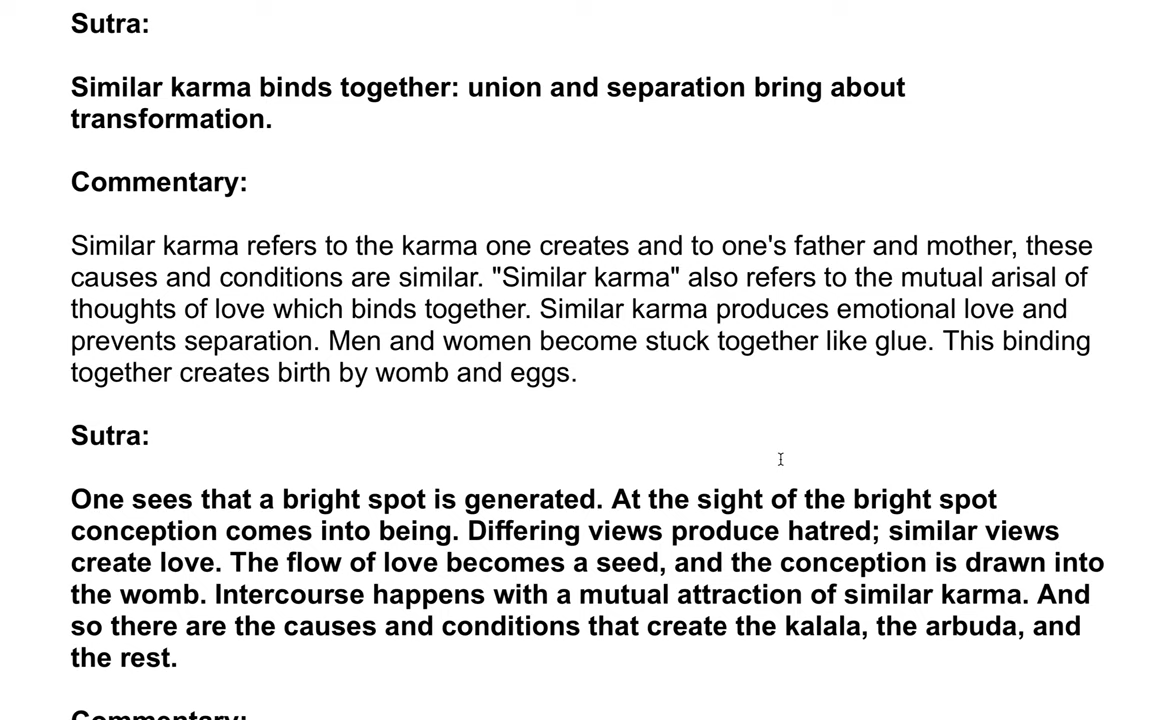 Sutra:
Similar karma binds together: union and separation bring about
transformation.
Commentary:
Similar karma refers to the karma one creates and to one's father and mother, these
causes and conditions are similar. "Similar karma" also refers to the mutual arisal of
thoughts of love which binds together. Similar karma produces emotional love and
prevents separation. Men and women become stuck together like glue. This binding
together creates birth by womb and eggs.
Sutra:
One sees that a bright spot is generated. At the sight of the bright spot
conception comes into being. Differing views produce hatred; similar views
create love. The flow of love becomes a seed, and the conception is drawn into
the womb. Intercourse happens with a mutual attraction of similar karma. And
so there are the causes and conditions that create the kalala, the arbuda, and
the rest.
Commentary: